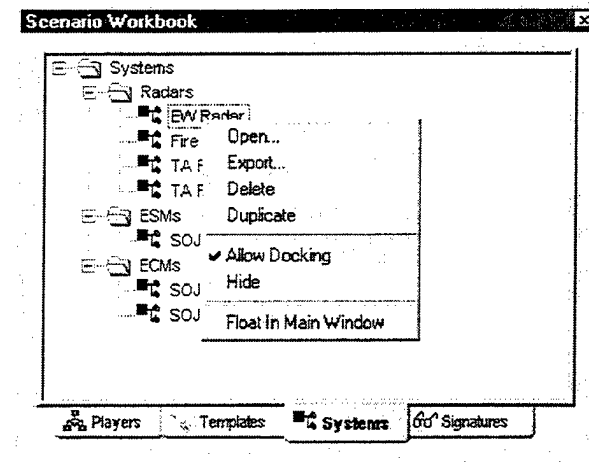 Scenario Workbook
Systems
Radars
EW Radar
Open...
Fire
Export...
TA F
Delete
TA F
Duplicate
ESMs
SOJ
Allow Docking
ECMs
Hide
SOJ
SOJ
Float In Main Window
Players Templates Systems Signatures